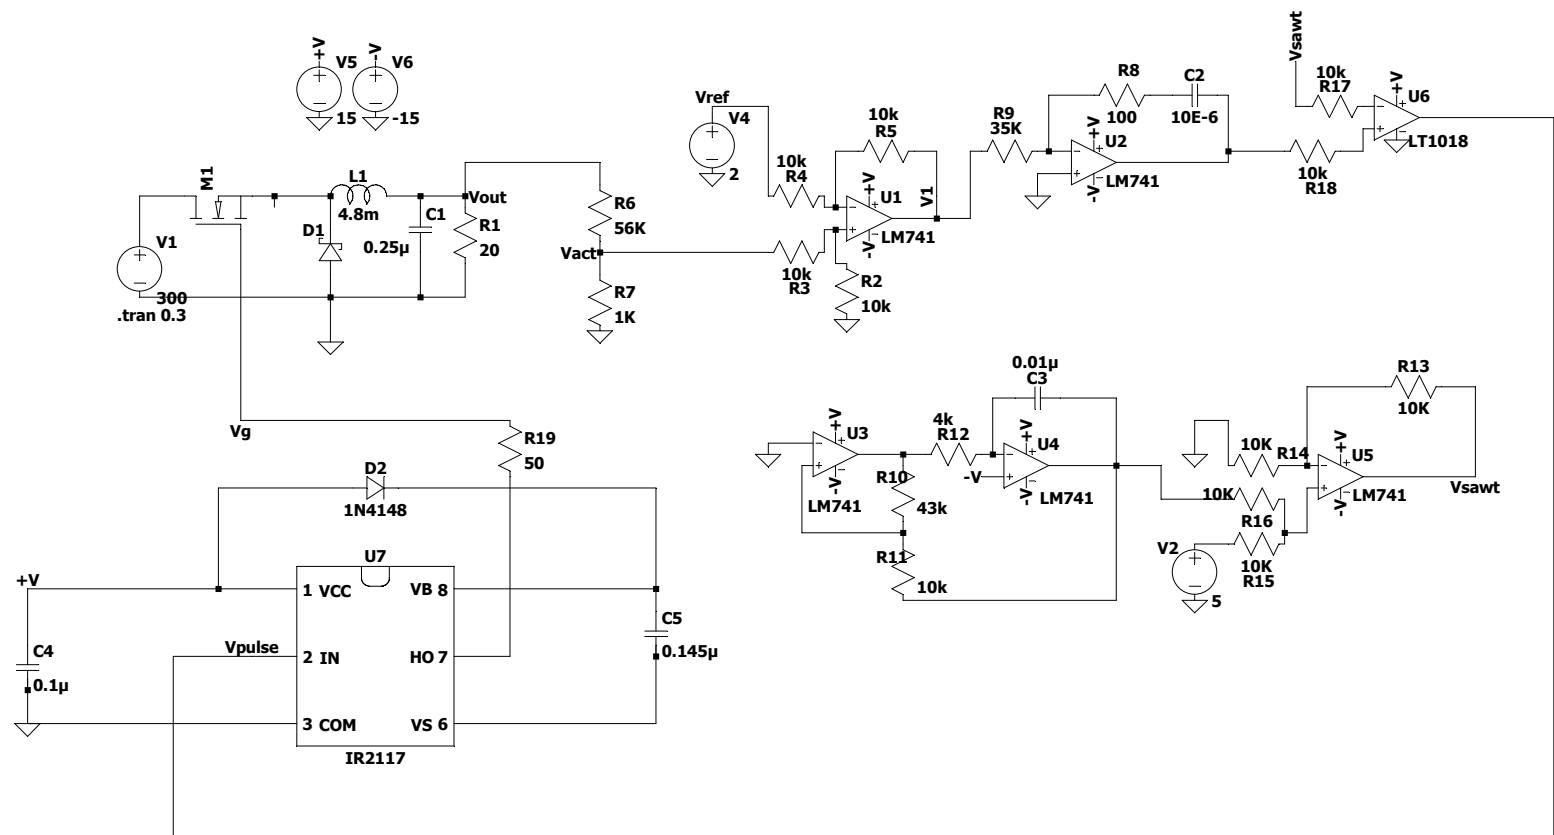 +V
V5
15
-V
V6
-15
M1
V1
300
.tran 0.3
L1
4.8m
D1
C1
0.25µ
Vout
R1
20
R6
56K
Vact
R7
1K
Vref
V4
2
10k
R4
10k
R3
10k
R5
+V
U1
-V
LM741
R2
10k
V1
R9
35K
R8
100
C2
10E-6
+V
U2
-V
LM741
Vsawt
10k
R17
10k
R18
+V
U6
LT1018
Vg
R19
50
D2
1N4148
+V
C4
0.1µ
Vpulse
U7
1 VCC
VB 8
2 IN
HO 7
3 COM
VS 6
IR2117
C5
0.145µ
+V
U3
-V
LM741
R10
43k
R11
10k
4k
R12
0.01µ
C3
+V
U4
-V
-V
LM741
10K
R14
10K
R16
V2
5
10K
R15
+V
U5
-V
LM741
R13
10K
Vsawt